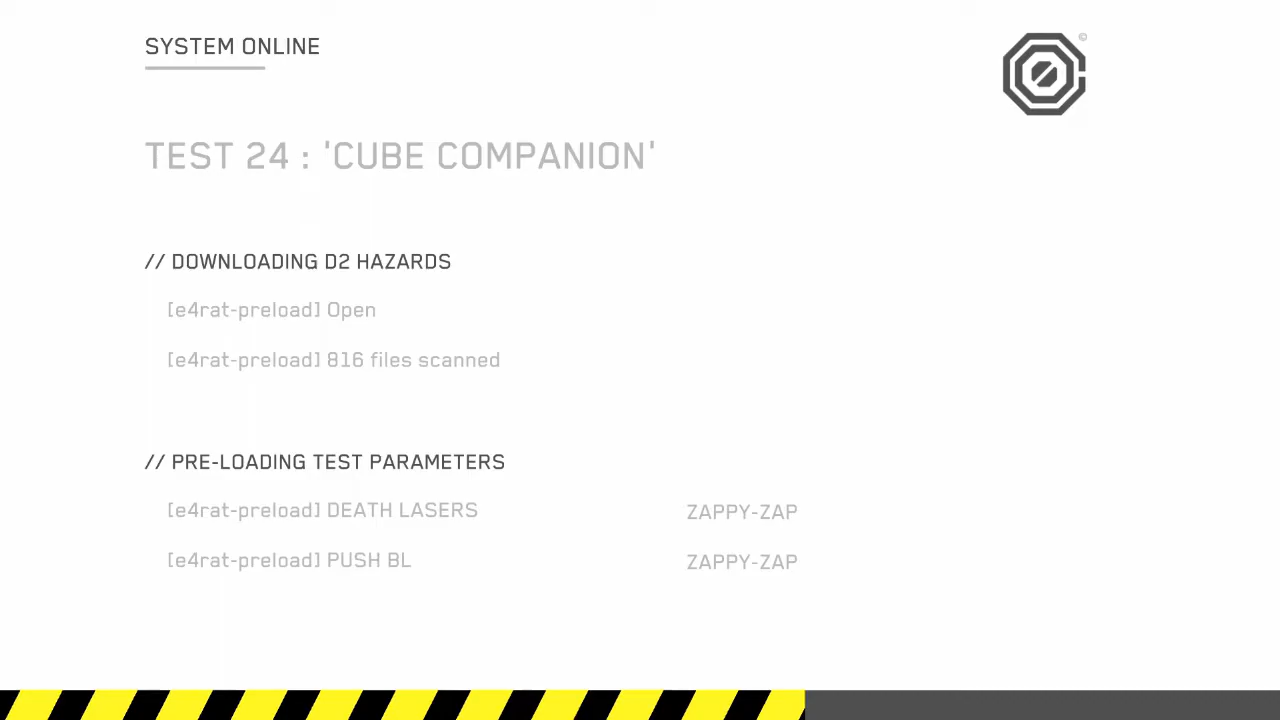 SYSTEM ONLINE
©
TEST 24 : 'CUBE COMPANION'
// DOWNLOADING D2 HAZARDS
[e4rat-preload] Open
[e4rat-preload] 816 files scanned
// PRE-LOADING TEST PARAMETERS
[e4rat-preload] DEATH LASERS ZAPPY-ZAP
[e4rat-preload] PUSH BL ZAPPY-ZAP